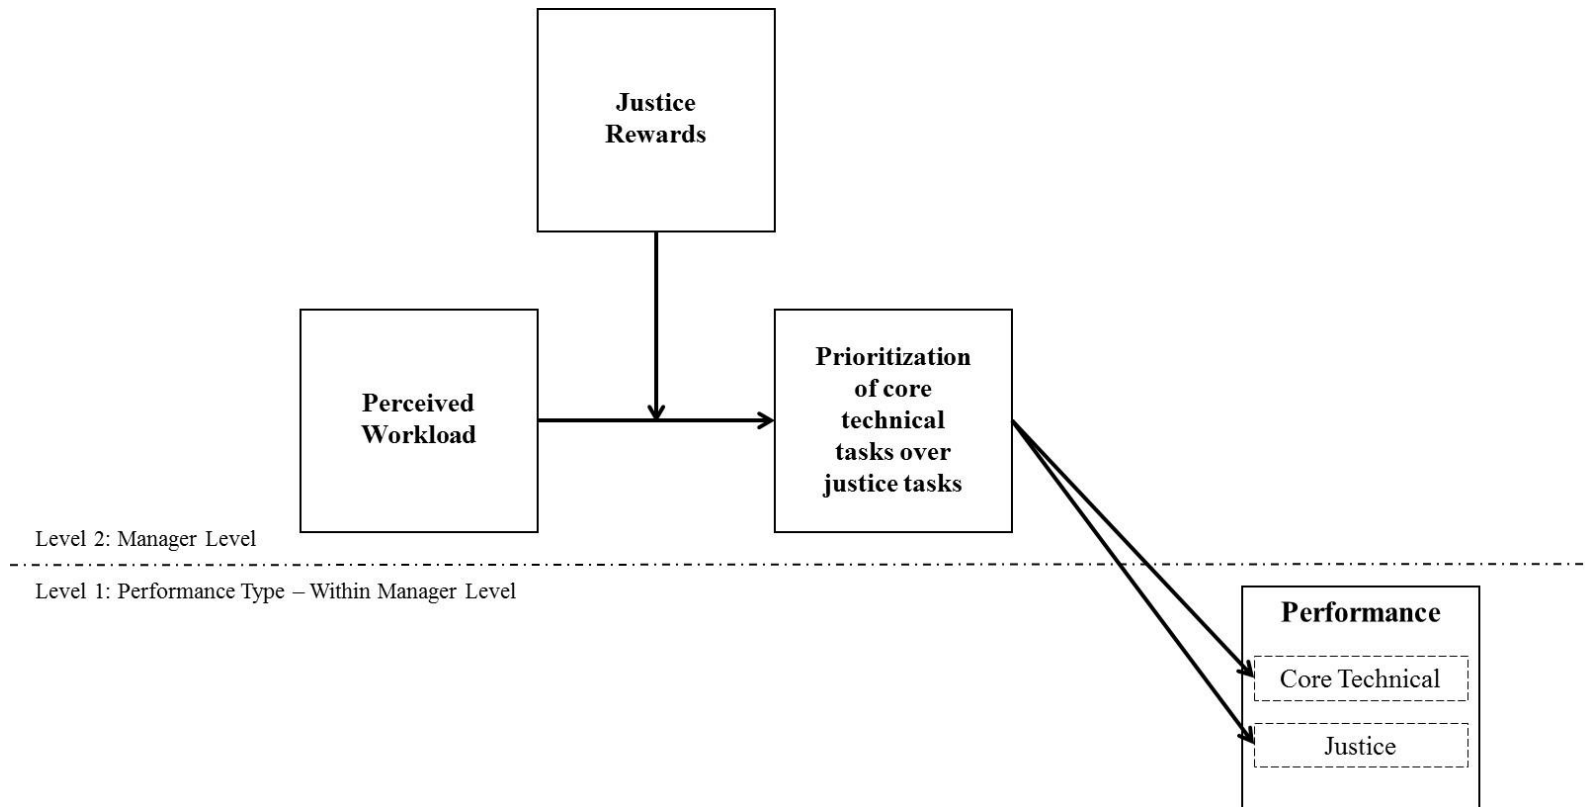 Justice
Rewards
Perceived
Workload
Prioritization
of core
technical
tasks over
justice tasks
Level 2: Manager Level
Level 1: Performance Type – Within Manager Level
Performance
Core Technical
Justice